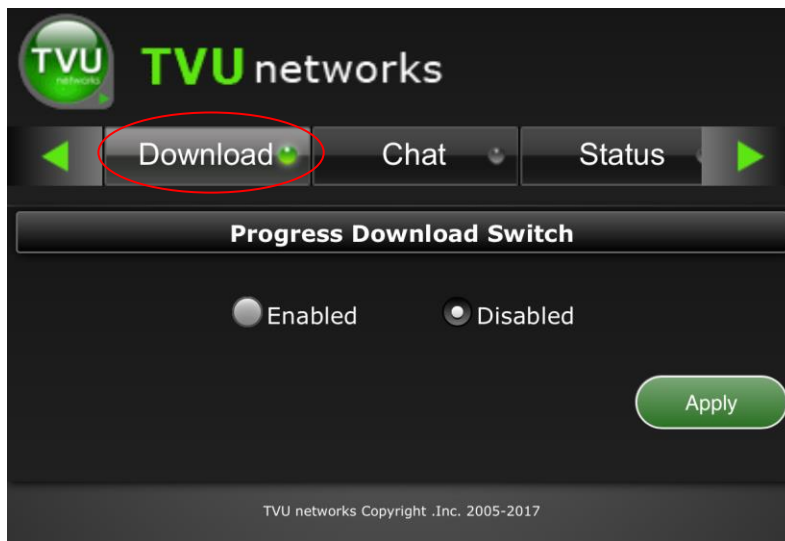 TVU
networks
TVU networks
Download Chat Status
Progress Download Switch
Enabled Disabled
Apply
TVU networks Copyright .Inc. 2005-2017